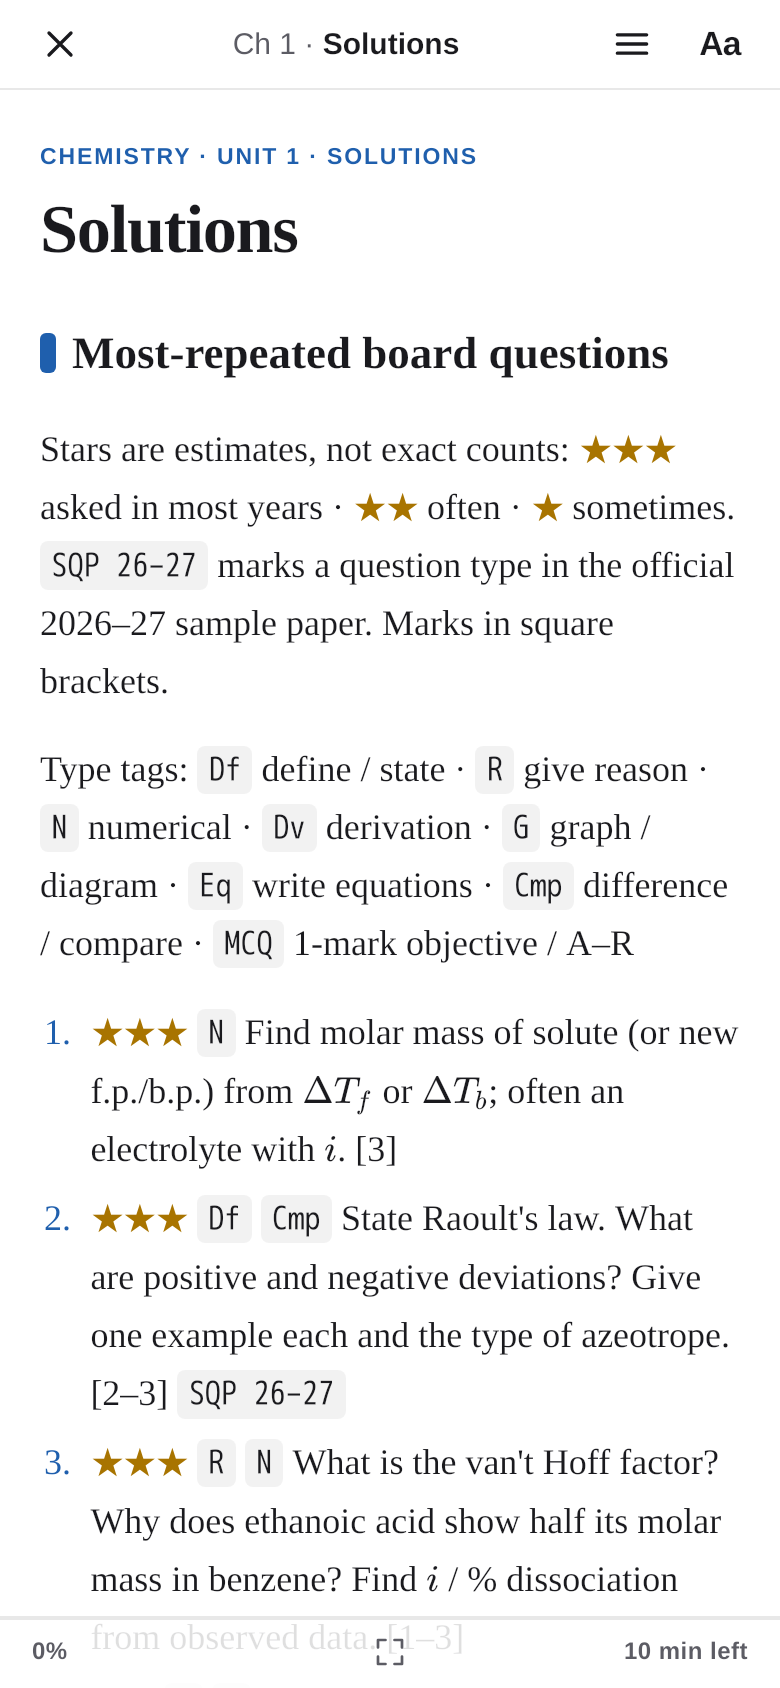 Ch 1 · Solutions
Aa
CHEMISTRY · UNIT 1 · SOLUTIONS
Solutions
Most-repeated board questions
Stars are estimates, not exact counts: ★★★
asked in most years · ★★ often · ★ sometimes.
SQP 26–27 marks a question type in the official
2026–27 sample paper. Marks in square
brackets.
Type tags: Df define / state · R give reason ·
N numerical · Dv derivation · G graph /
diagram · Eq write equations · Cmp difference
/ compare · MCQ 1-mark objective / A–R
1. ★★★ N Find molar mass of solute (or new
f.p./b.p.) from ΔT_f or ΔT_b; often an
electrolyte with i. [3]
2. ★★★ Df Cmp State Raoult's law. What
are positive and negative deviations? Give
one example each and the type of azeotrope.
[2–3] SQP 26–27
3. ★★★ R N What is the van't Hoff factor?
Why does ethanoic acid show half its molar
mass in benzene? Find i / % dissociation
from observed data. [1–3]
0%
10 min left